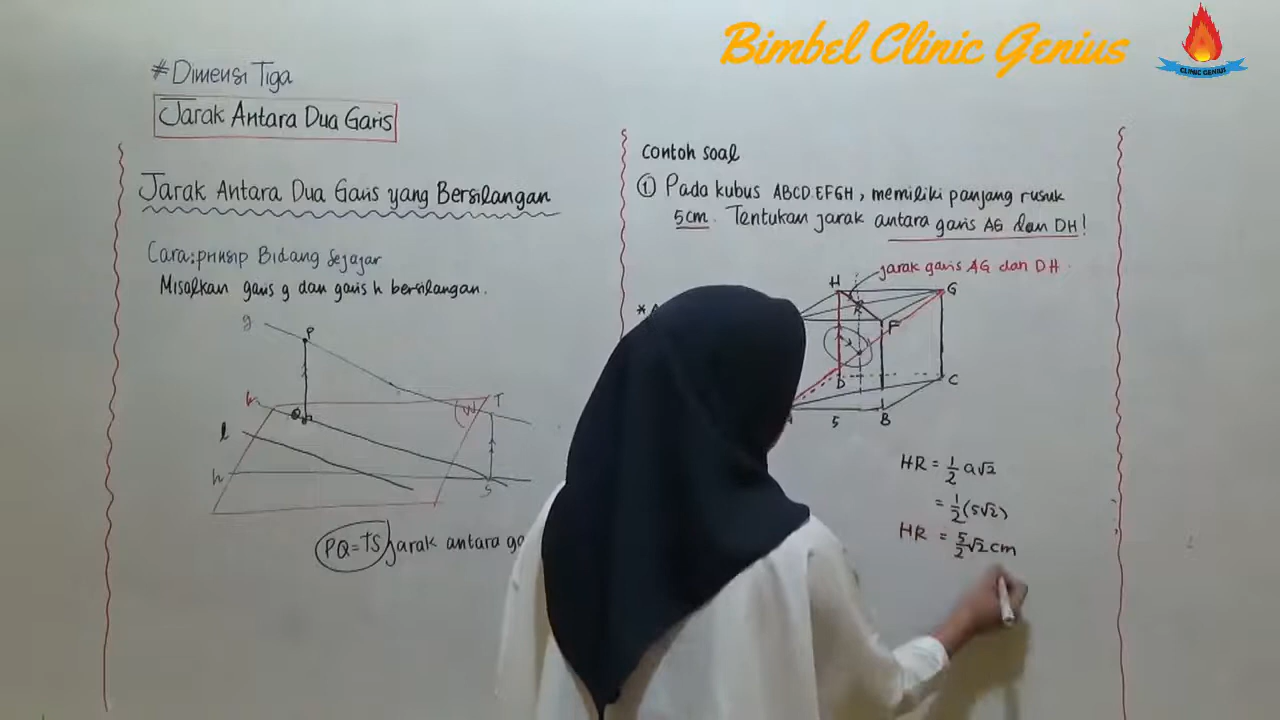 Bimbel Clinic Genius
CLINIC GENIUS
#Dimensi Tiga
Jarak Antara Dua Garis
Jarak Antara Dua Garis yang Bersilangan
Cara: prinsip Bidang Sejajar
Misalkan garis g dan garis h bersilangan.
g
P
k
Q
W
T
l
h
S
PQ=TS jarak antara ga
contoh soal
① Pada kubus ABCD.EFGH, memiliki panjang rusuk
5cm. Tentukan jarak antara garis AG dan DH!
jarak garis AG dan DH
H
G
R
F
D
C
5
B
HR = 1/2 a√2
= 1/2 (5√2)
HR = 5/2 √2 cm